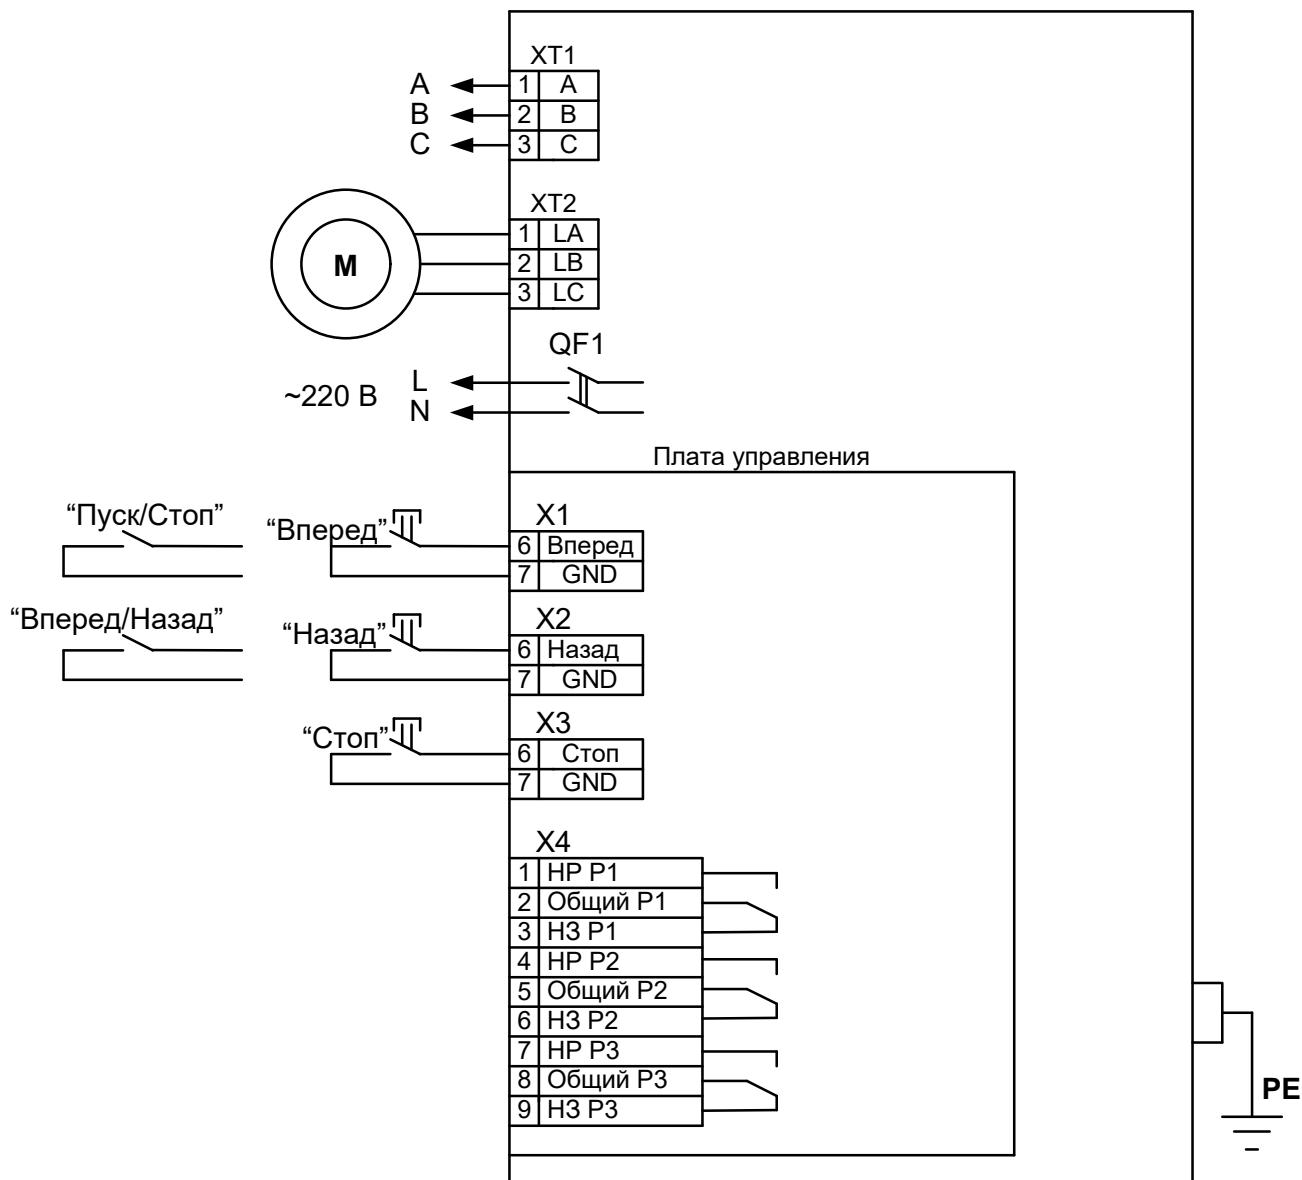 XT1
A 1 A
B 2 B
C 3 C
XT2
M
1 LA
2 LB
3 LC
QF1
~220 В
L
N
Плата управления
“Пуск/Стоп” “Вперед” X1
6 Вперед
7 GND
“Вперед/Назад” “Назад” X2
6 Назад
7 GND
“Стоп” X3
6 Стоп
7 GND
X4
1 НР Р1
2 Общий Р1
3 НЗ Р1
4 НР Р2
5 Общий Р2
6 НЗ Р2
7 НР Р3
8 Общий Р3
9 НЗ Р3
PE